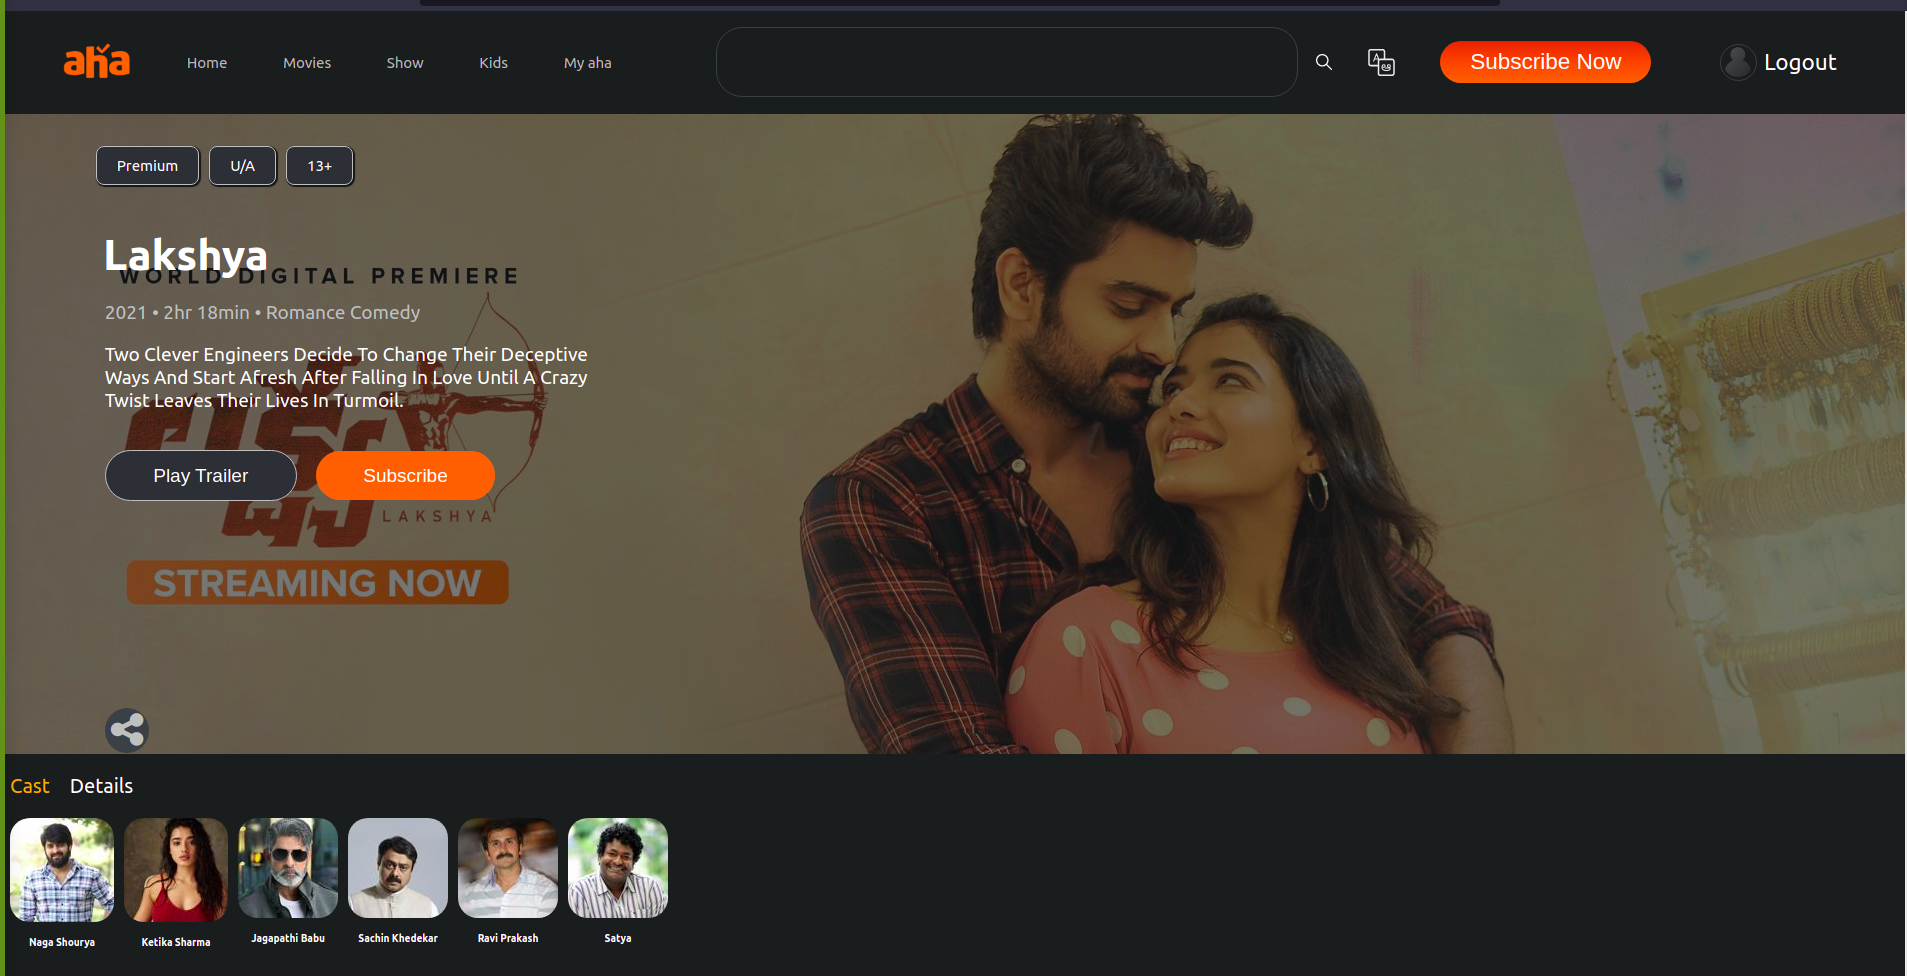 aha
Home
Movies
Show
Kids
My aha
Subscribe Now
Logout
Premium
U/A
13+
Lakshya
WORLD DIGITAL PREMIERE
2021 • 2hr 18min • Romance Comedy
Two Clever Engineers Decide To Change Their Deceptive
Ways And Start Afresh After Falling In Love Until A Crazy
Twist Leaves Their Lives In Turmoil.
Play Trailer
Subscribe
LAKSHYA
STREAMING NOW
Cast
Details
Naga Shourya
Ketika Sharma
Jagapathi Babu
Sachin Khedekar
Ravi Prakash
Satya